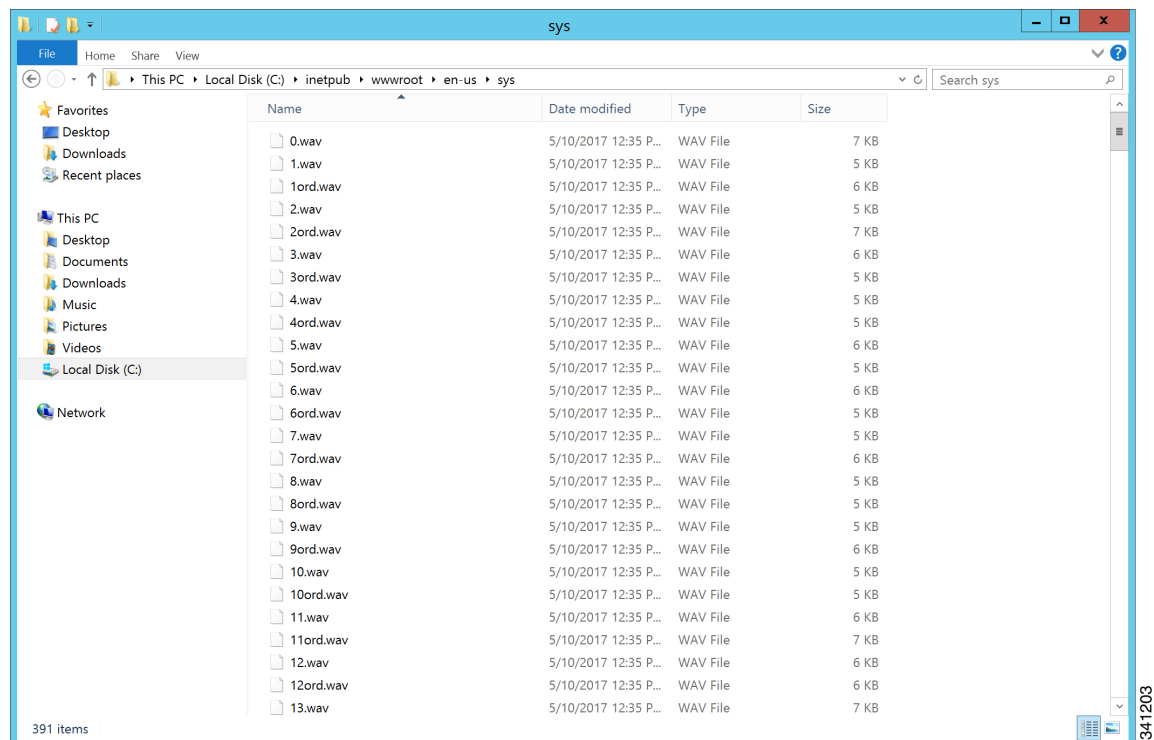 sys
File Home Share View
This PC Local Disk (C:) inetpub wwwroot en-us sys Search sys
Favorites
Desktop
Downloads
Recent places
This PC
Desktop
Documents
Downloads
Music
Pictures
Videos
Local Disk (C:)
Network
Name Date modified Type Size
0.wav 5/10/2017 12:35 P... WAV File 7 KB
1.wav 5/10/2017 12:35 P... WAV File 5 KB
1ord.wav 5/10/2017 12:35 P... WAV File 6 KB
2.wav 5/10/2017 12:35 P... WAV File 5 KB
2ord.wav 5/10/2017 12:35 P... WAV File 7 KB
3.wav 5/10/2017 12:35 P... WAV File 6 KB
3ord.wav 5/10/2017 12:35 P... WAV File 5 KB
4.wav 5/10/2017 12:35 P... WAV File 5 KB
4ord.wav 5/10/2017 12:35 P... WAV File 5 KB
5.wav 5/10/2017 12:35 P... WAV File 6 KB
5ord.wav 5/10/2017 12:35 P... WAV File 5 KB
6.wav 5/10/2017 12:35 P... WAV File 6 KB
6ord.wav 5/10/2017 12:35 P... WAV File 5 KB
7.wav 5/10/2017 12:35 P... WAV File 5 KB
7ord.wav 5/10/2017 12:35 P... WAV File 6 KB
8.wav 5/10/2017 12:35 P... WAV File 5 KB
8ord.wav 5/10/2017 12:35 P... WAV File 5 KB
9.wav 5/10/2017 12:35 P... WAV File 5 KB
9ord.wav 5/10/2017 12:35 P... WAV File 6 KB
10.wav 5/10/2017 12:35 P... WAV File 5 KB
10ord.wav 5/10/2017 12:35 P... WAV File 5 KB
11.wav 5/10/2017 12:35 P... WAV File 6 KB
11ord.wav 5/10/2017 12:35 P... WAV File 7 KB
12.wav 5/10/2017 12:35 P... WAV File 6 KB
12ord.wav 5/10/2017 12:35 P... WAV File 6 KB
13.wav 5/10/2017 12:35 P... WAV File 7 KB
391 items
341203